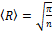 ⟨R⟩ = √(π/n)